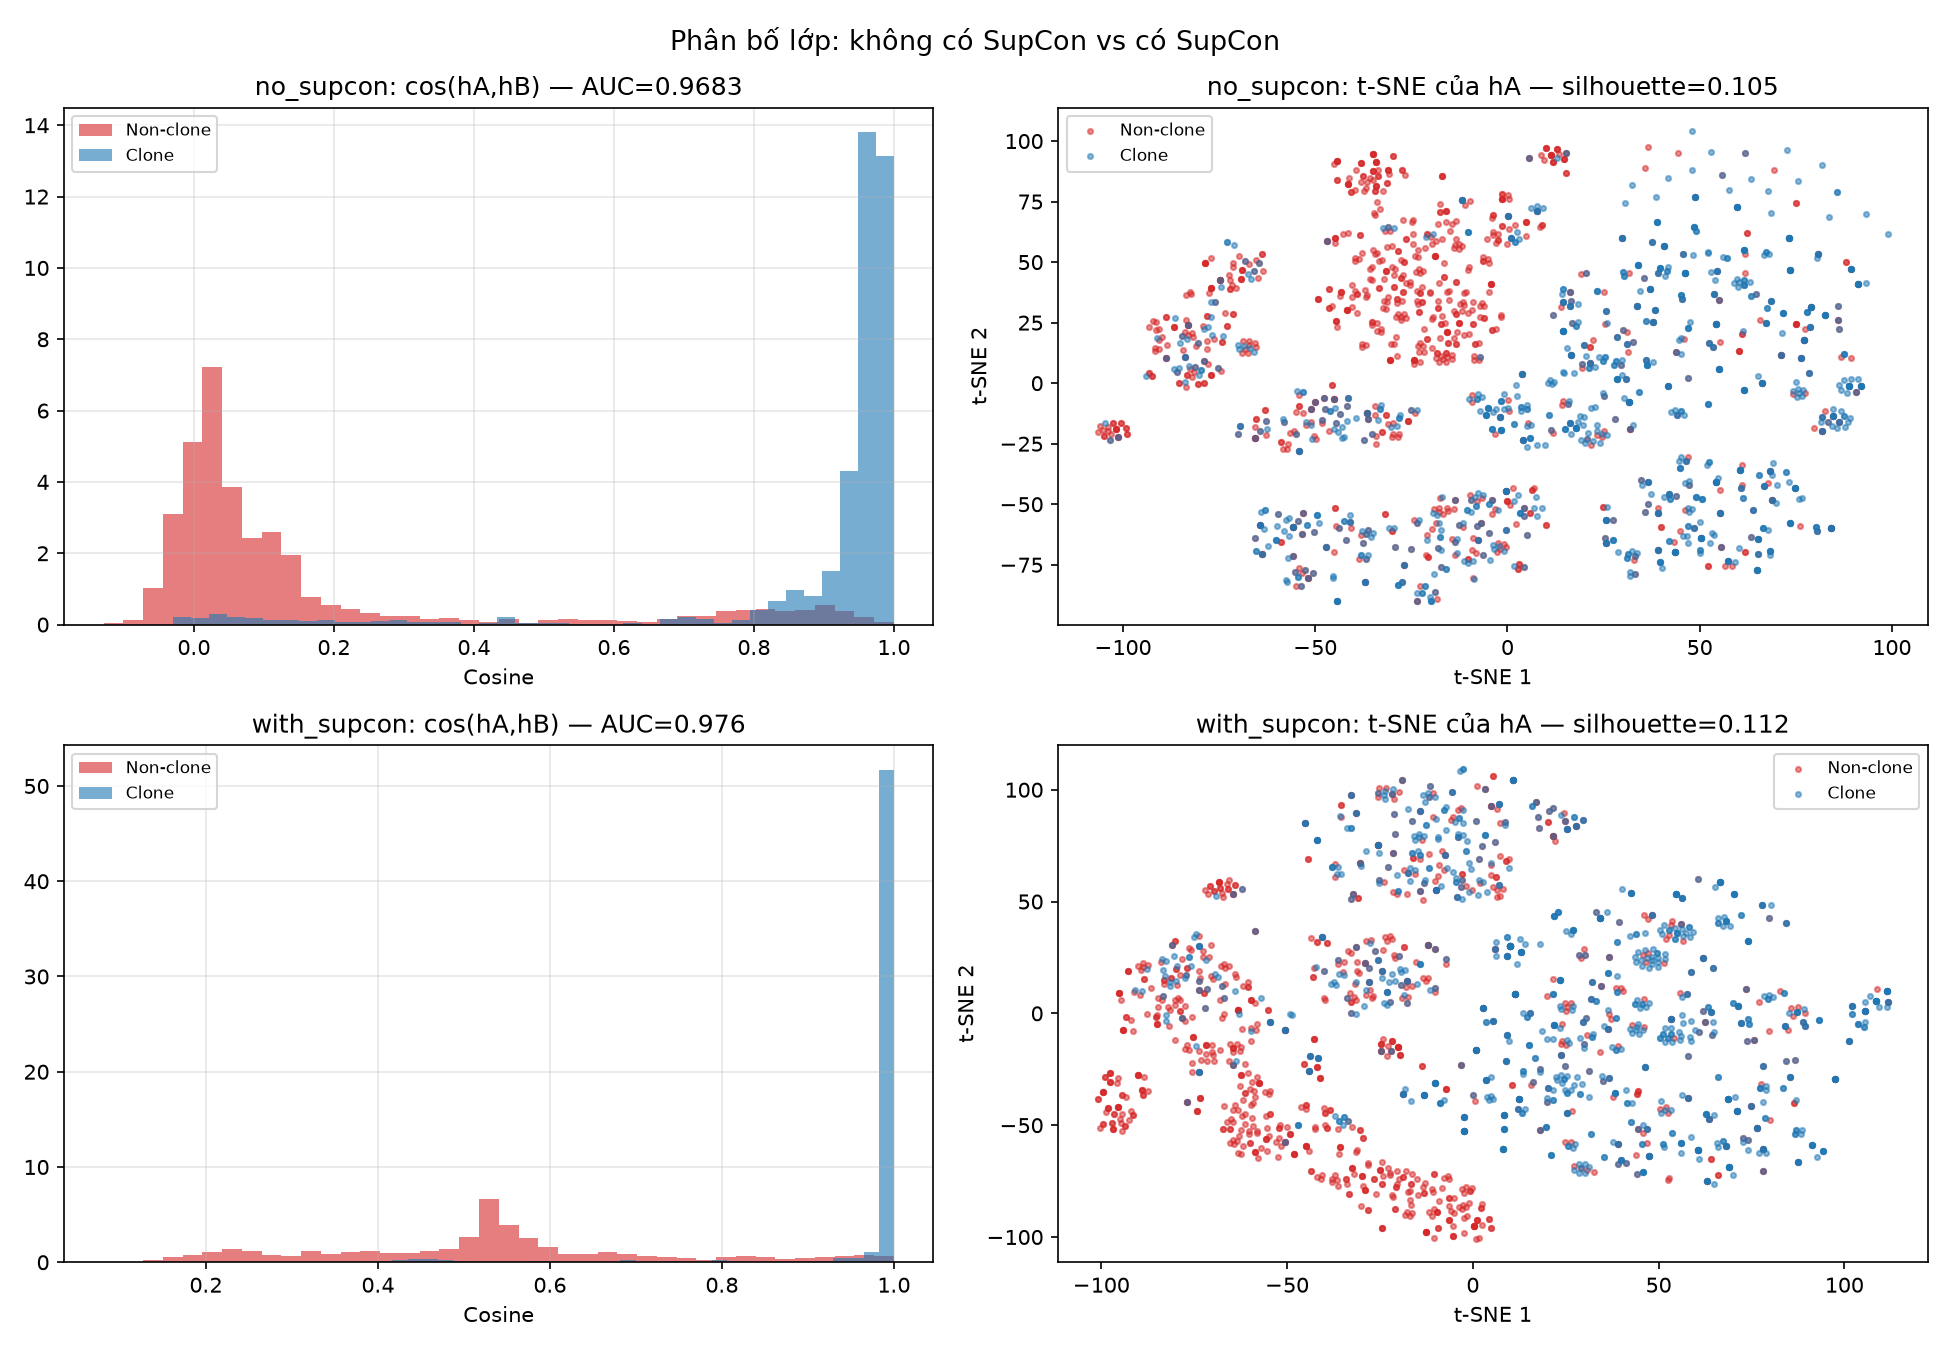 Phân bố lớp: không có SupCon vs có SupCon
no_supcon: cos(hA,hB) — AUC=0.9683
Non-clone
Clone
14
12
10
8
6
4
2
0
0.0 0.2 0.4 0.6 0.8 1.0
Cosine
no_supcon: t-SNE của hA — silhouette=0.105
Non-clone
Clone
t-SNE 2
100
75
50
25
0
−25
−50
−75
−100 −50 0 50 100
t-SNE 1
with_supcon: cos(hA,hB) — AUC=0.976
Non-clone
Clone
50
40
30
20
10
0
0.2 0.4 0.6 0.8 1.0
Cosine
with_supcon: t-SNE của hA — silhouette=0.112
Non-clone
Clone
t-SNE 2
100
50
0
−50
−100
−100 −50 0 50 100
t-SNE 1